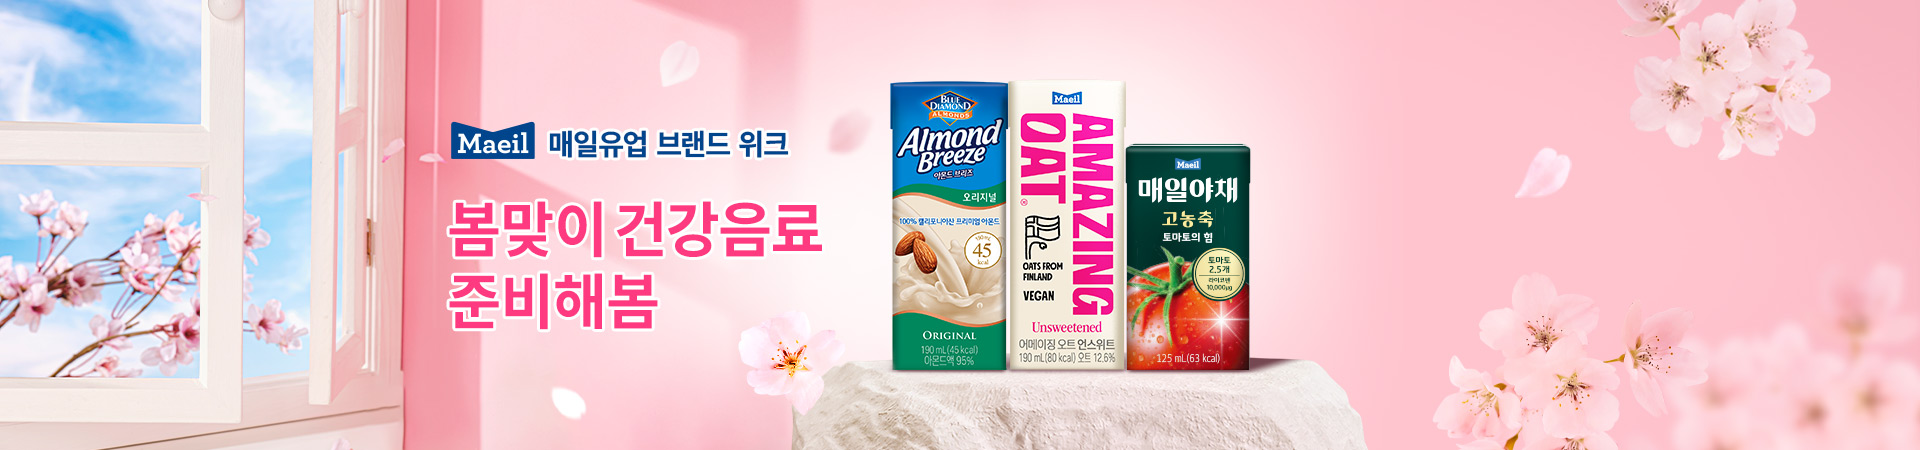 Maeil 매일유업 브랜드 위크
봄맞이 건강음료
준비해봄
BLUE
DIAMOND
ALMONDS
Almond
Breeze
아몬드 브리즈
오리지널
100% 캘리포니아산 프리미엄 아몬드
190 mL
45
kcal
ORIGINAL
190 mL(45 kcal)
아몬드액 95%
Maeil
AMAZING
OAT®
OATS FROM
FINLAND
VEGAN
Unsweetened
어메이징 오트 언스위트
190 mL(80 kcal) 오트 12.6%
Maeil
매일야채
고농축
토마토의 힘
토마토
2.5개
라이코펜
10,000μg
125 mL(63 kcal)